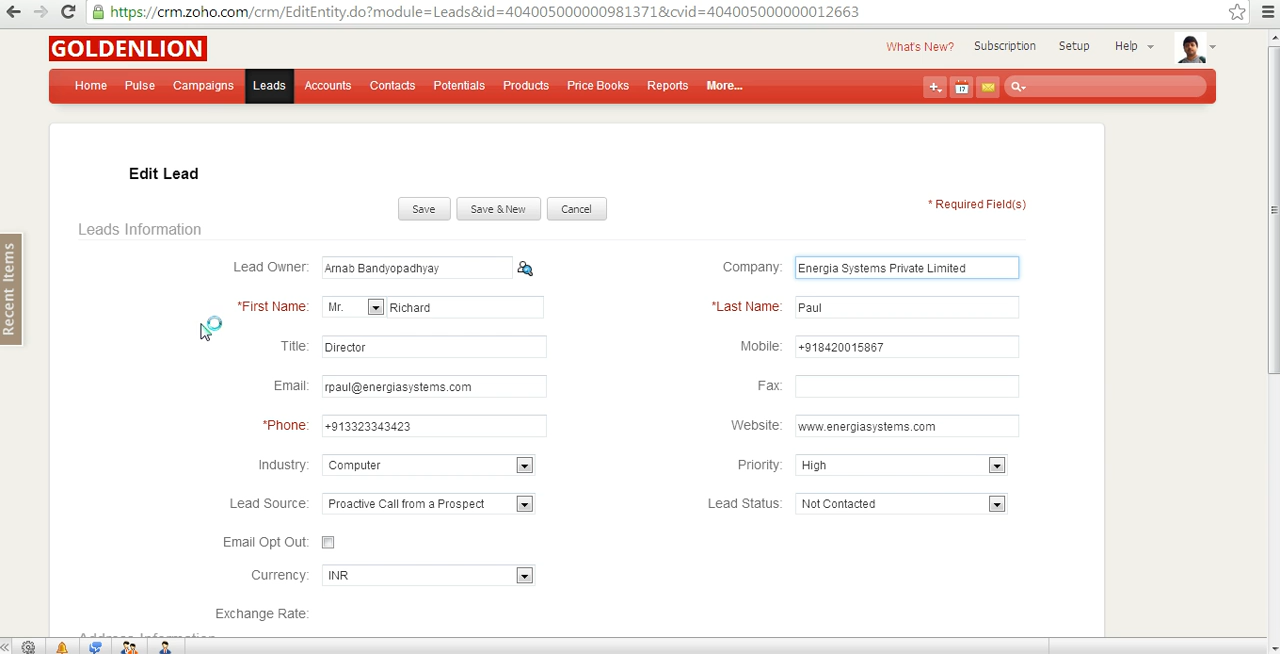 https://crm.zoho.com/crm/EditEntity.do?module=Leads&id=404005000000981371&cvid=404005000000012663
GOLDENLION
What's New? Subscription Setup Help
Home Pulse Campaigns Leads Accounts Contacts Potentials Products Price Books Reports More...
17
Edit Lead
Save Save & New Cancel
* Required Field(s)
Leads Information
Recent Items
Lead Owner: Arnab Bandyopadhyay Company: Energia Systems Private Limited
*First Name: Mr. Richard *Last Name: Paul
Title: Director Mobile: +918420015867
Email: rpaul@energiasystems.com Fax:
*Phone: +913323343423 Website: www.energiasystems.com
Industry: Computer Priority: High
Lead Source: Proactive Call from a Prospect Lead Status: Not Contacted
Email Opt Out:
Currency: INR
Exchange Rate:
Address Information